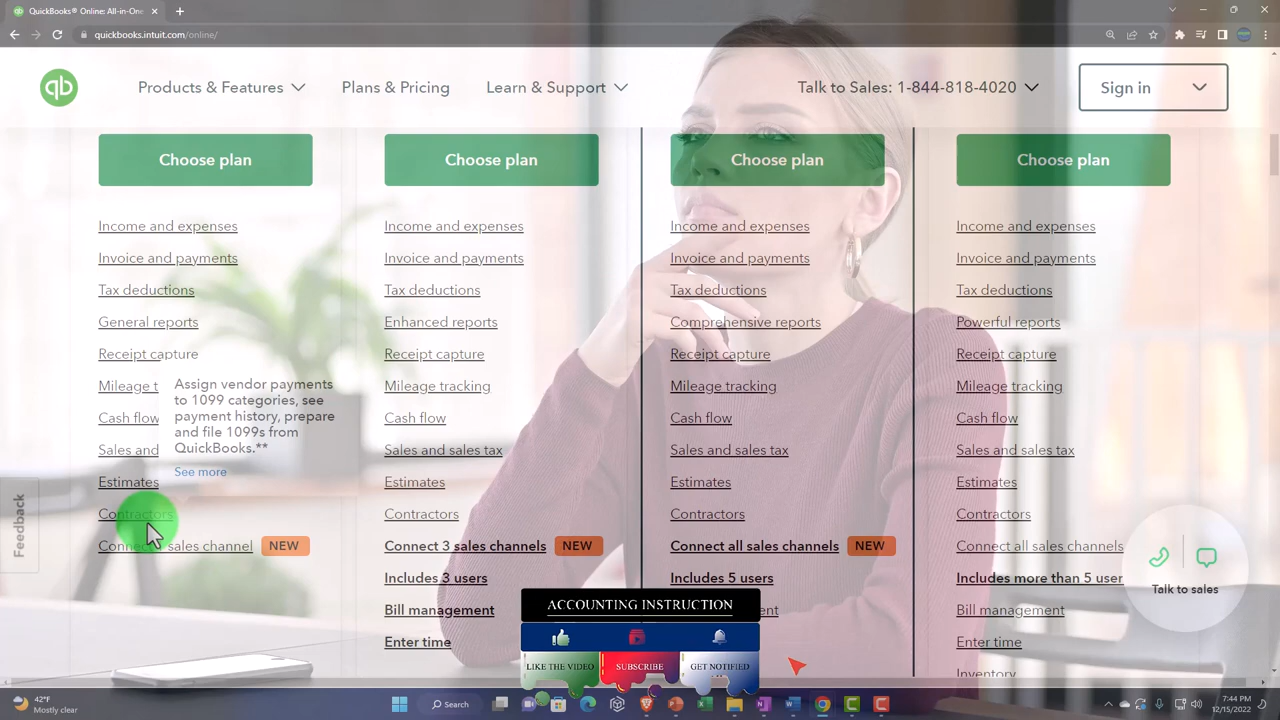 QuickBooks® Online: All-in-One
quickbooks.intuit.com/online/
qb
Products & Features
Plans & Pricing
Learn & Support
Talk to Sales: 1-844-818-4020
Sign in
Choose plan
Income and expenses
Invoice and payments
Tax deductions
General reports
Receipt capture
Mileage t
Cash flow
Sales and
Estimates
Contractors
sales channel NEW
Assign vendor payments
to 1099 categories, see
payment history, prepare
and file 1099s from
QuickBooks.**
See more
Choose plan
Income and expenses
Invoice and payments
Tax deductions
Enhanced reports
Receipt capture
Mileage tracking
Cash flow
Sales and sales tax
Estimates
Contractors
Connect 3 sales channels NEW
Includes 3 users
Bill management
Enter time
Choose plan
Income and expenses
Invoice and payments
Tax deductions
Comprehensive reports
Receipt capture
Mileage tracking
Cash flow
Sales and sales tax
Estimates
Contractors
Connect all sales channels NEW
Includes 5 users
Choose plan
Income and expenses
Invoice and payments
Tax deductions
Powerful reports
Receipt capture
Mileage tracking
Cash flow
Sales and sales tax
Estimates
Contractors
Connect all sales channels
Includes more than 5 user
Bill management
Enter time
Inventory
Feedback
Talk to sales
ACCOUNTING INSTRUCTION
LIKE THE VIDEO
SUBSCRIBE
GET NOTIFIED
42°F
Mostly clear
Search
7:44 PM
12/15/2022